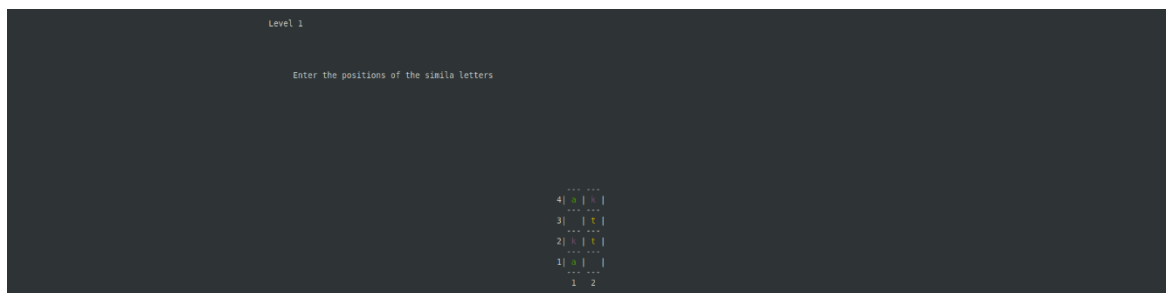 Level 1
Enter the positions of the simila letters
--- ---
4| a | k |
--- ---
3|   | t |
--- ---
2| k | t |
--- ---
1| a |   |
--- ---
1 2